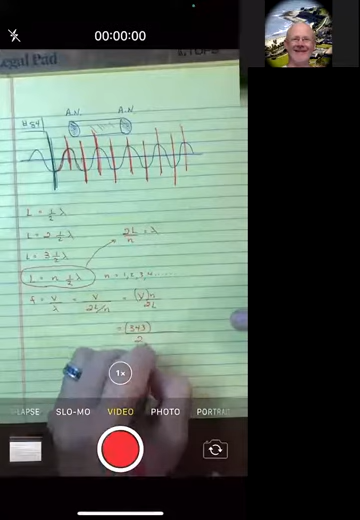 00:00:00
Legal Pad
A.N. A.N.
L = 1/2 λ
L = 2 · 1/2 λ
2L/n = λ
L = 3 1/2 λ
L = n 1/2 λ n = 1, 2, 3, 4 .....
= V/λ = V/2L/n = (V)n/2L
= (343)/2
1×
LAPSE SLO-MO VIDEO PHOTO PORTRAIT